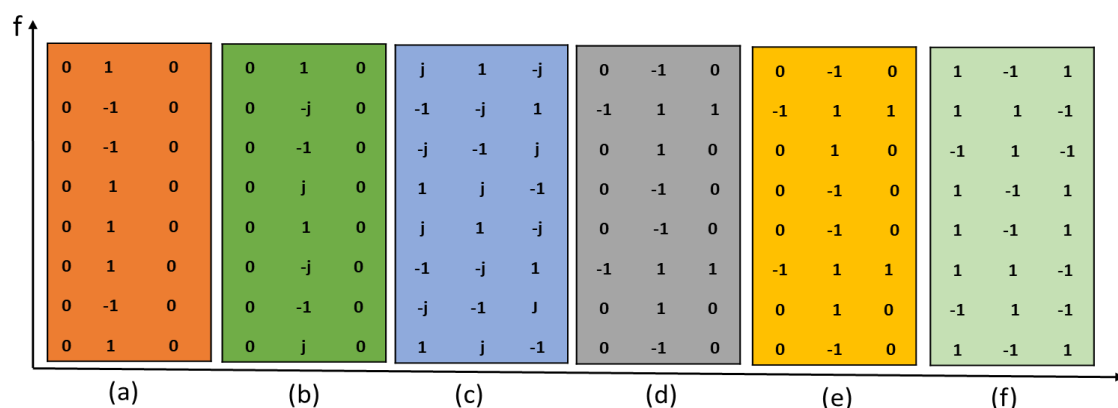 f
0 1 0 0 1 0 j 1 -j 0 -1 0 0 -1 0 1 -1 1
0 -1 0 0 -j 0 -1 -j 1 -1 1 1 -1 1 1 1 1 -1
0 -1 0 0 -1 0 -j -1 j 0 1 0 0 1 0 -1 1 -1
0 1 0 0 j 0 1 j -1 0 -1 0 0 -1 0 1 -1 1
0 1 0 0 1 0 j 1 -j 0 -1 0 0 -1 0 1 -1 1
0 1 0 0 -j 0 -1 -j 1 -1 1 1 -1 1 1 1 1 -1
0 -1 0 0 -1 0 -j -1 J 0 1 0 0 1 0 -1 1 -1
0 1 0 0 j 0 1 j -1 0 -1 0 0 -1 0 1 -1 1
(a) (b) (c) (d) (e) (f)